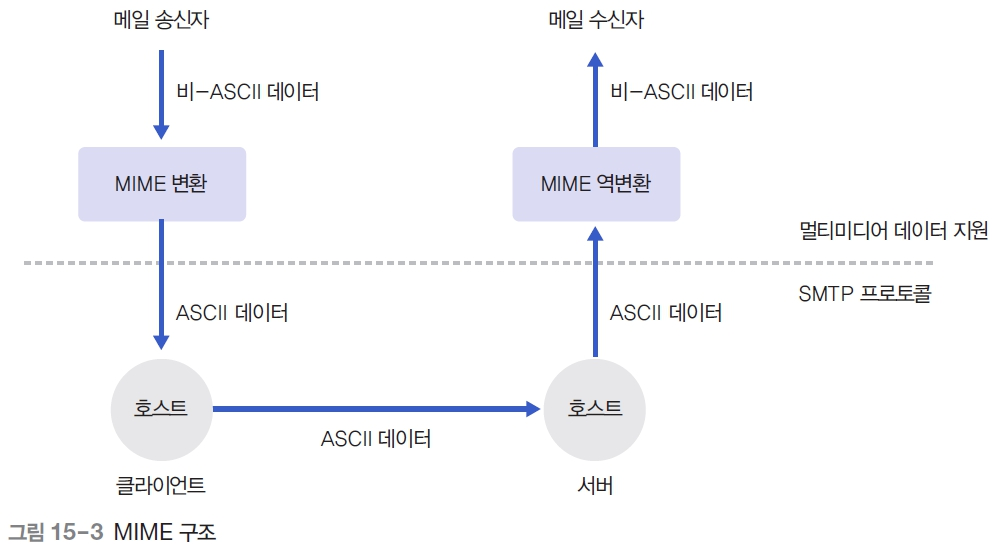 메일 송신자
메일 수신자
비-ASCII 데이터
비-ASCII 데이터
MIME 변환
MIME 역변환
멀티미디어 데이터 지원
SMTP 프로토콜
ASCII 데이터
ASCII 데이터
호스트
호스트
ASCII 데이터
클라이언트
서버
그림 15-3 MIME 구조